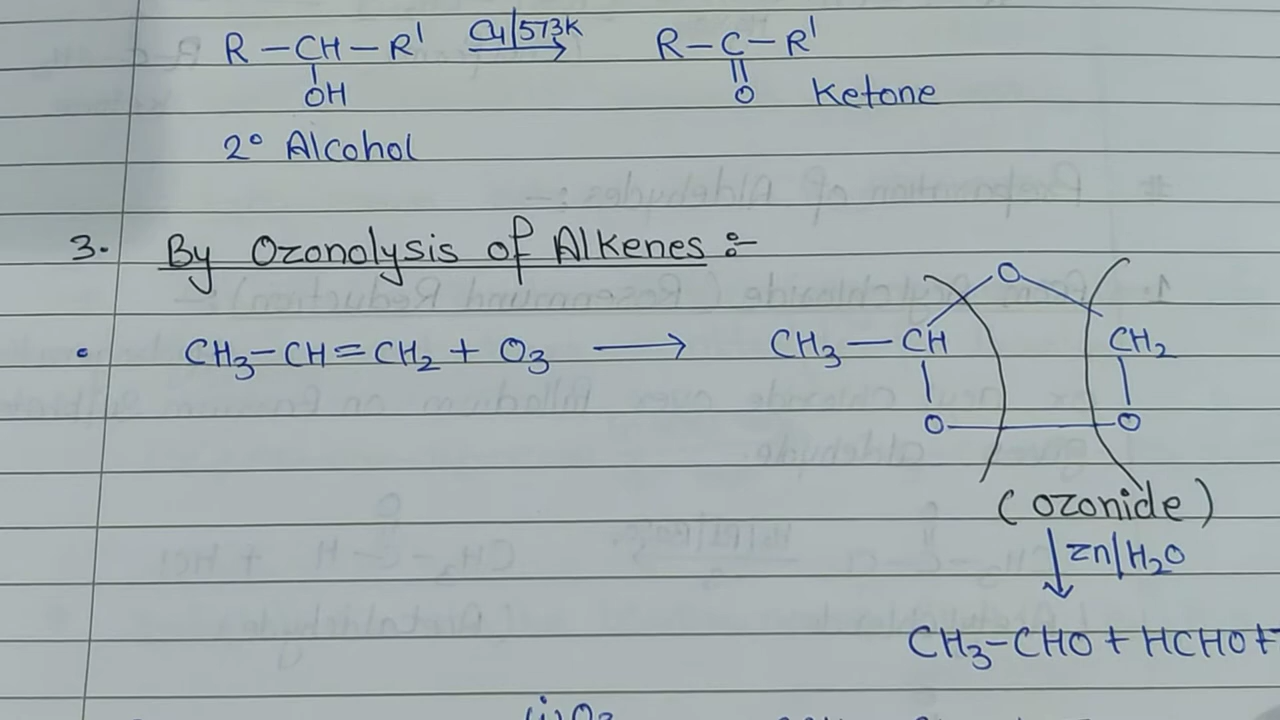 R-CH-R' Cu/573K R-C-R'
OH O Ketone
2° Alcohol
3. By Ozonolysis of Alkenes :-
O
• CH₃-CH=CH₂ + O₃ → CH₃-CH CH₂
O O
(ozonide)
↓ Zn/H₂O
CH₃-CHO + HCHO +
(i) O₃